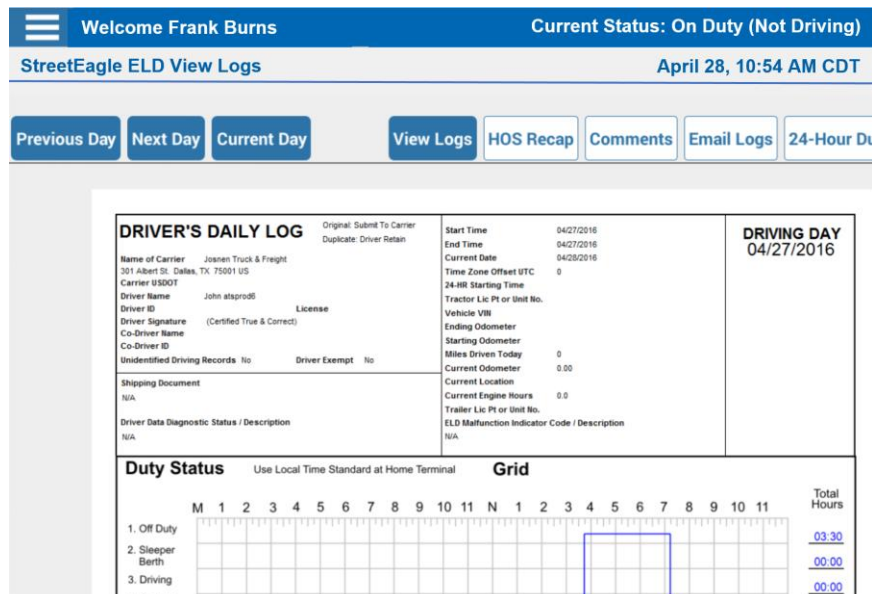 Welcome Frank Burns
Current Status: On Duty (Not Driving)
StreetEagle ELD View Logs
April 28, 10:54 AM CDT
Previous Day
Next Day
Current Day
View Logs
HOS Recap
Comments
Email Logs
24-Hour Du
DRIVER'S DAILY LOG
Original: Submit To Carrier
Duplicate: Driver Retain
Name of Carrier Josnen Truck & Freight
301 Albert St. Dallas, TX 75001 US
Carrier USDOT
Driver Name John atsprod6
Driver ID License
Driver Signature (Certified True & Correct)
Co-Driver Name
Co-Driver ID
Unidentified Driving Records No Driver Exempt No
Shipping Document
N/A
Driver Data Diagnostic Status / Description
N/A
Start Time 04/27/2016
End Time 04/27/2016
Current Date 04/28/2016
Time Zone Offset UTC 0
24-HR Starting Time
Tractor Lic Pt or Unit No.
Vehicle VIN
Ending Odometer
Starting Odometer
Miles Driven Today 0
Current Odometer 0.00
Current Location
Current Engine Hours 0.0
Trailer Lic Pt or Unit No.
ELD Malfunction Indicator Code / Description
N/A
DRIVING DAY
04/27/2016
Duty Status Use Local Time Standard at Home Terminal Grid
M 1 2 3 4 5 6 7 8 9 10 11 N 1 2 3 4 5 6 7 8 9 10 11
Total
Hours
1. Off Duty 03:30
2. Sleeper
Berth 00:00
3. Driving 00:00